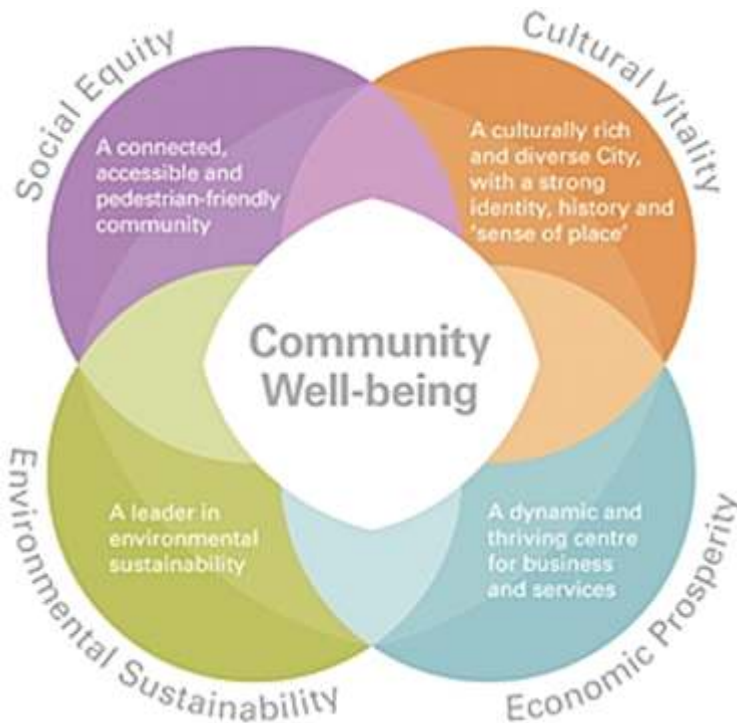 Social Equity
Cultural Vitality
A connected,
accessible and
pedestrian-friendly
community
A culturally rich
and diverse City,
with a strong
identity, history and
'sense of place'
Community
Well-being
A leader in
environmental
sustainability
A dynamic and
thriving centre
for business
and services
Environmental Sustainability
Economic Prosperity